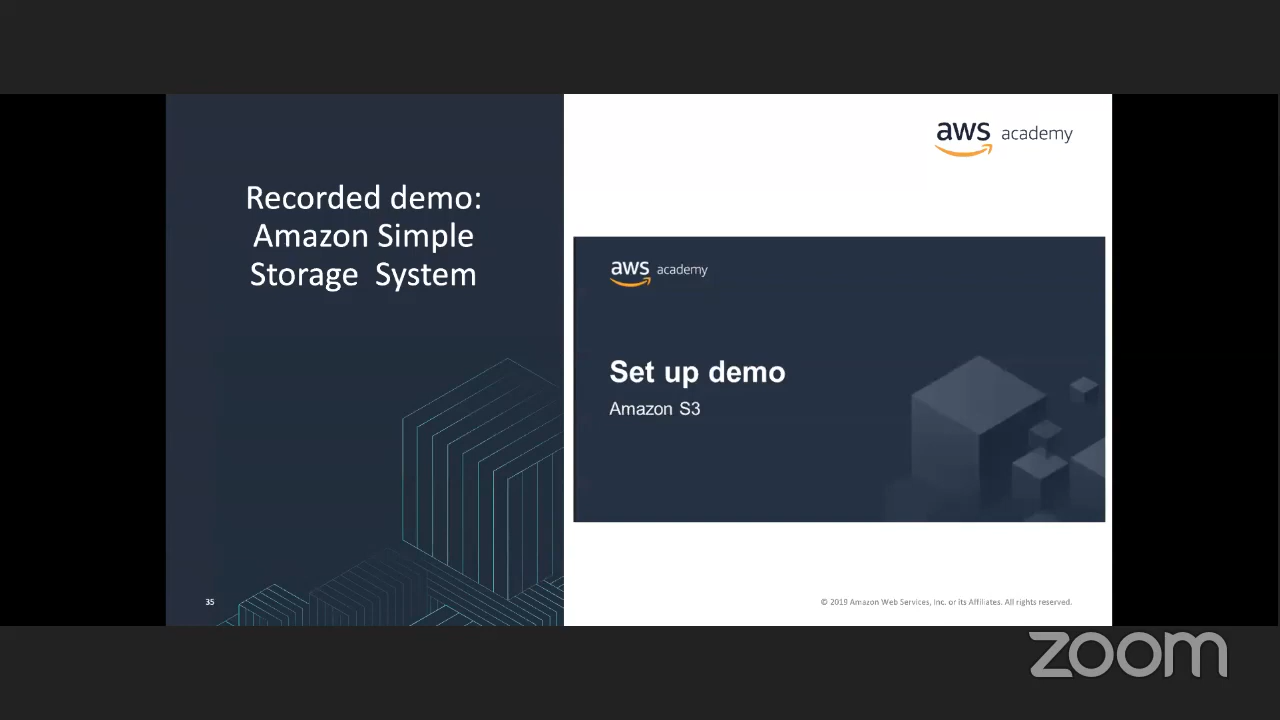 Recorded demo:
Amazon Simple
Storage  System
aws academy
aws academy
Set up demo
Amazon S3
35
© 2019 Amazon Web Services, Inc. or its Affiliates. All rights reserved.
zoom